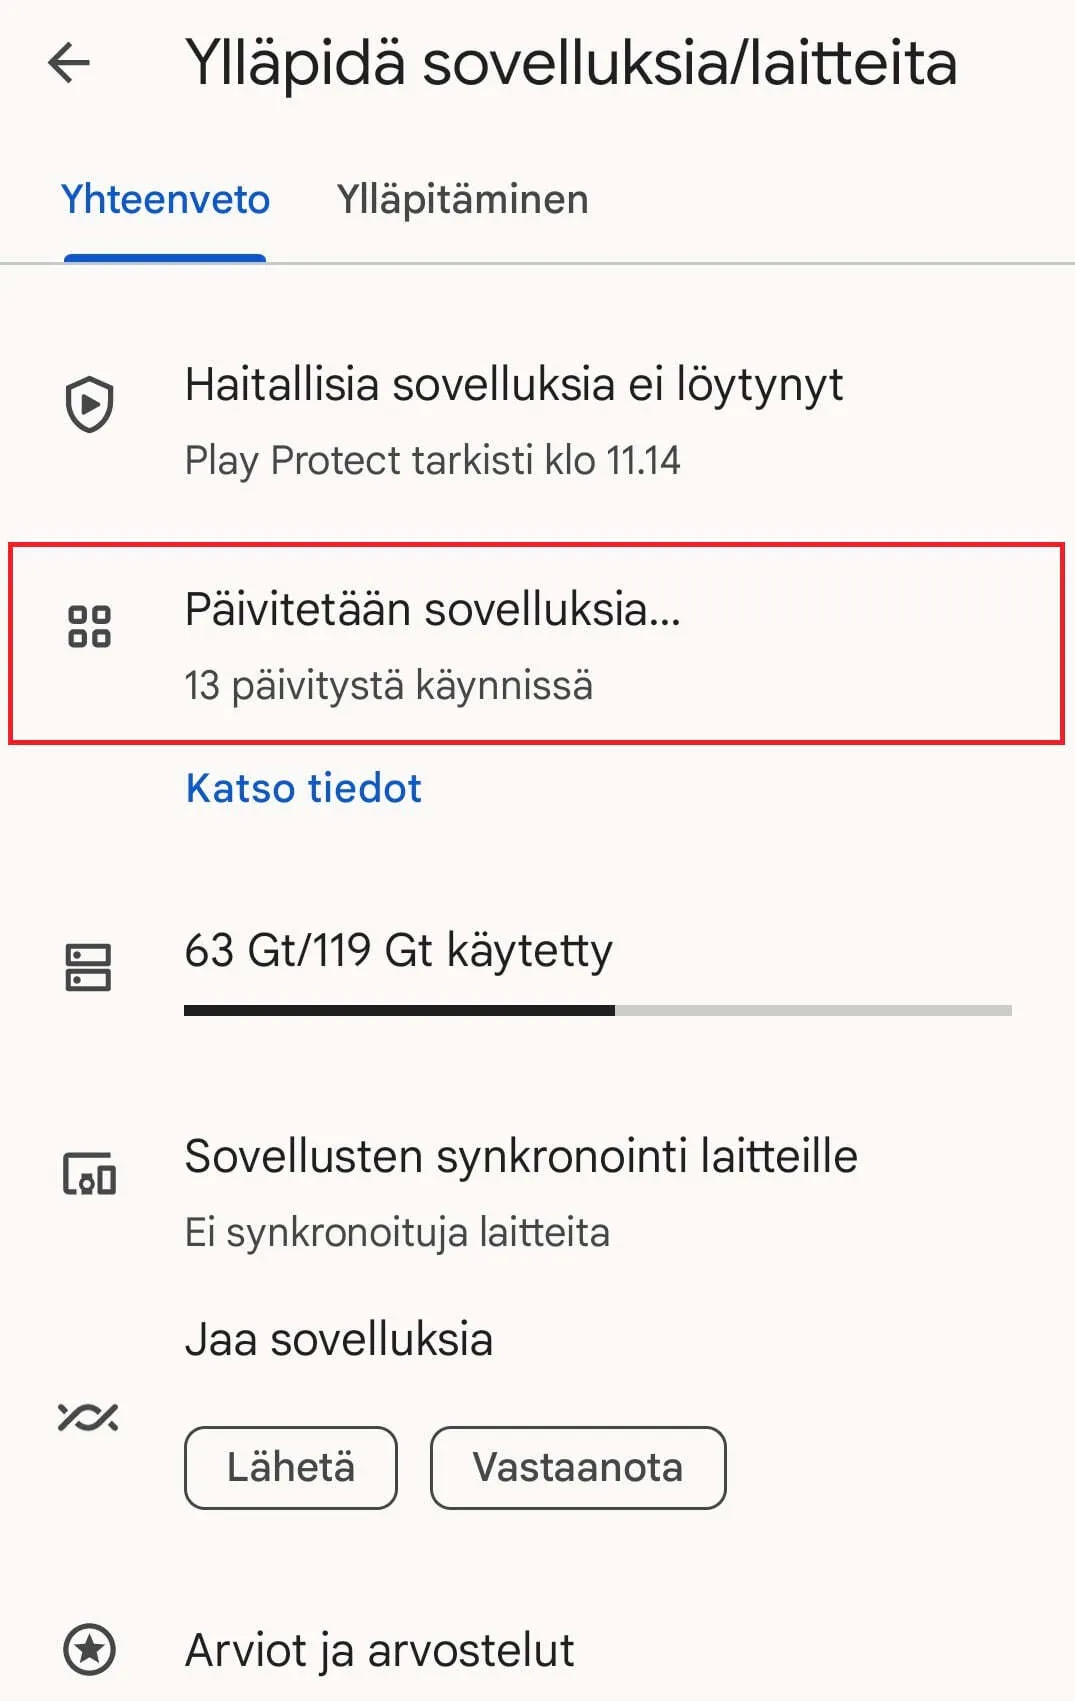 Ylläpidä sovelluksia/laitteita
Yhteenveto
Ylläpitäminen
Haitallisia sovelluksia ei löytynyt
Play Protect tarkisti klo 11.14
Päivitetään sovelluksia...
13 päivitystä käynnissä
Katso tiedot
63 Gt/119 Gt käytetty
Sovellusten synkronointi laitteille
Ei synkronoituja laitteita
Jaa sovelluksia
Lähetä
Vastaanota
Arviot ja arvostelut